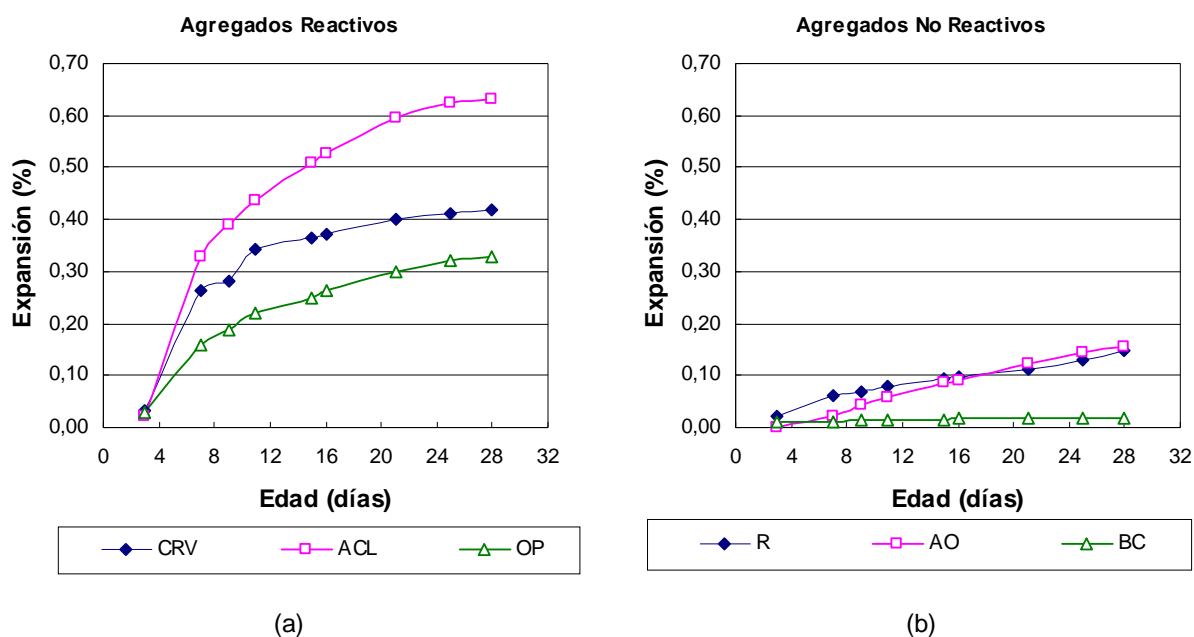 Agregados Reactivos
0,70
0,60
0,50
0,40
0,30
0,20
0,10
0,00
Expansión (%)
0 4 8 12 16 20 24 28 32
Edad (días)
CRV ACL OP
(a)
Agregados No Reactivos
0,70
0,60
0,50
0,40
0,30
0,20
0,10
0,00
Expansión (%)
0 4 8 12 16 20 24 28 32
Edad (días)
R AO BC
(b)